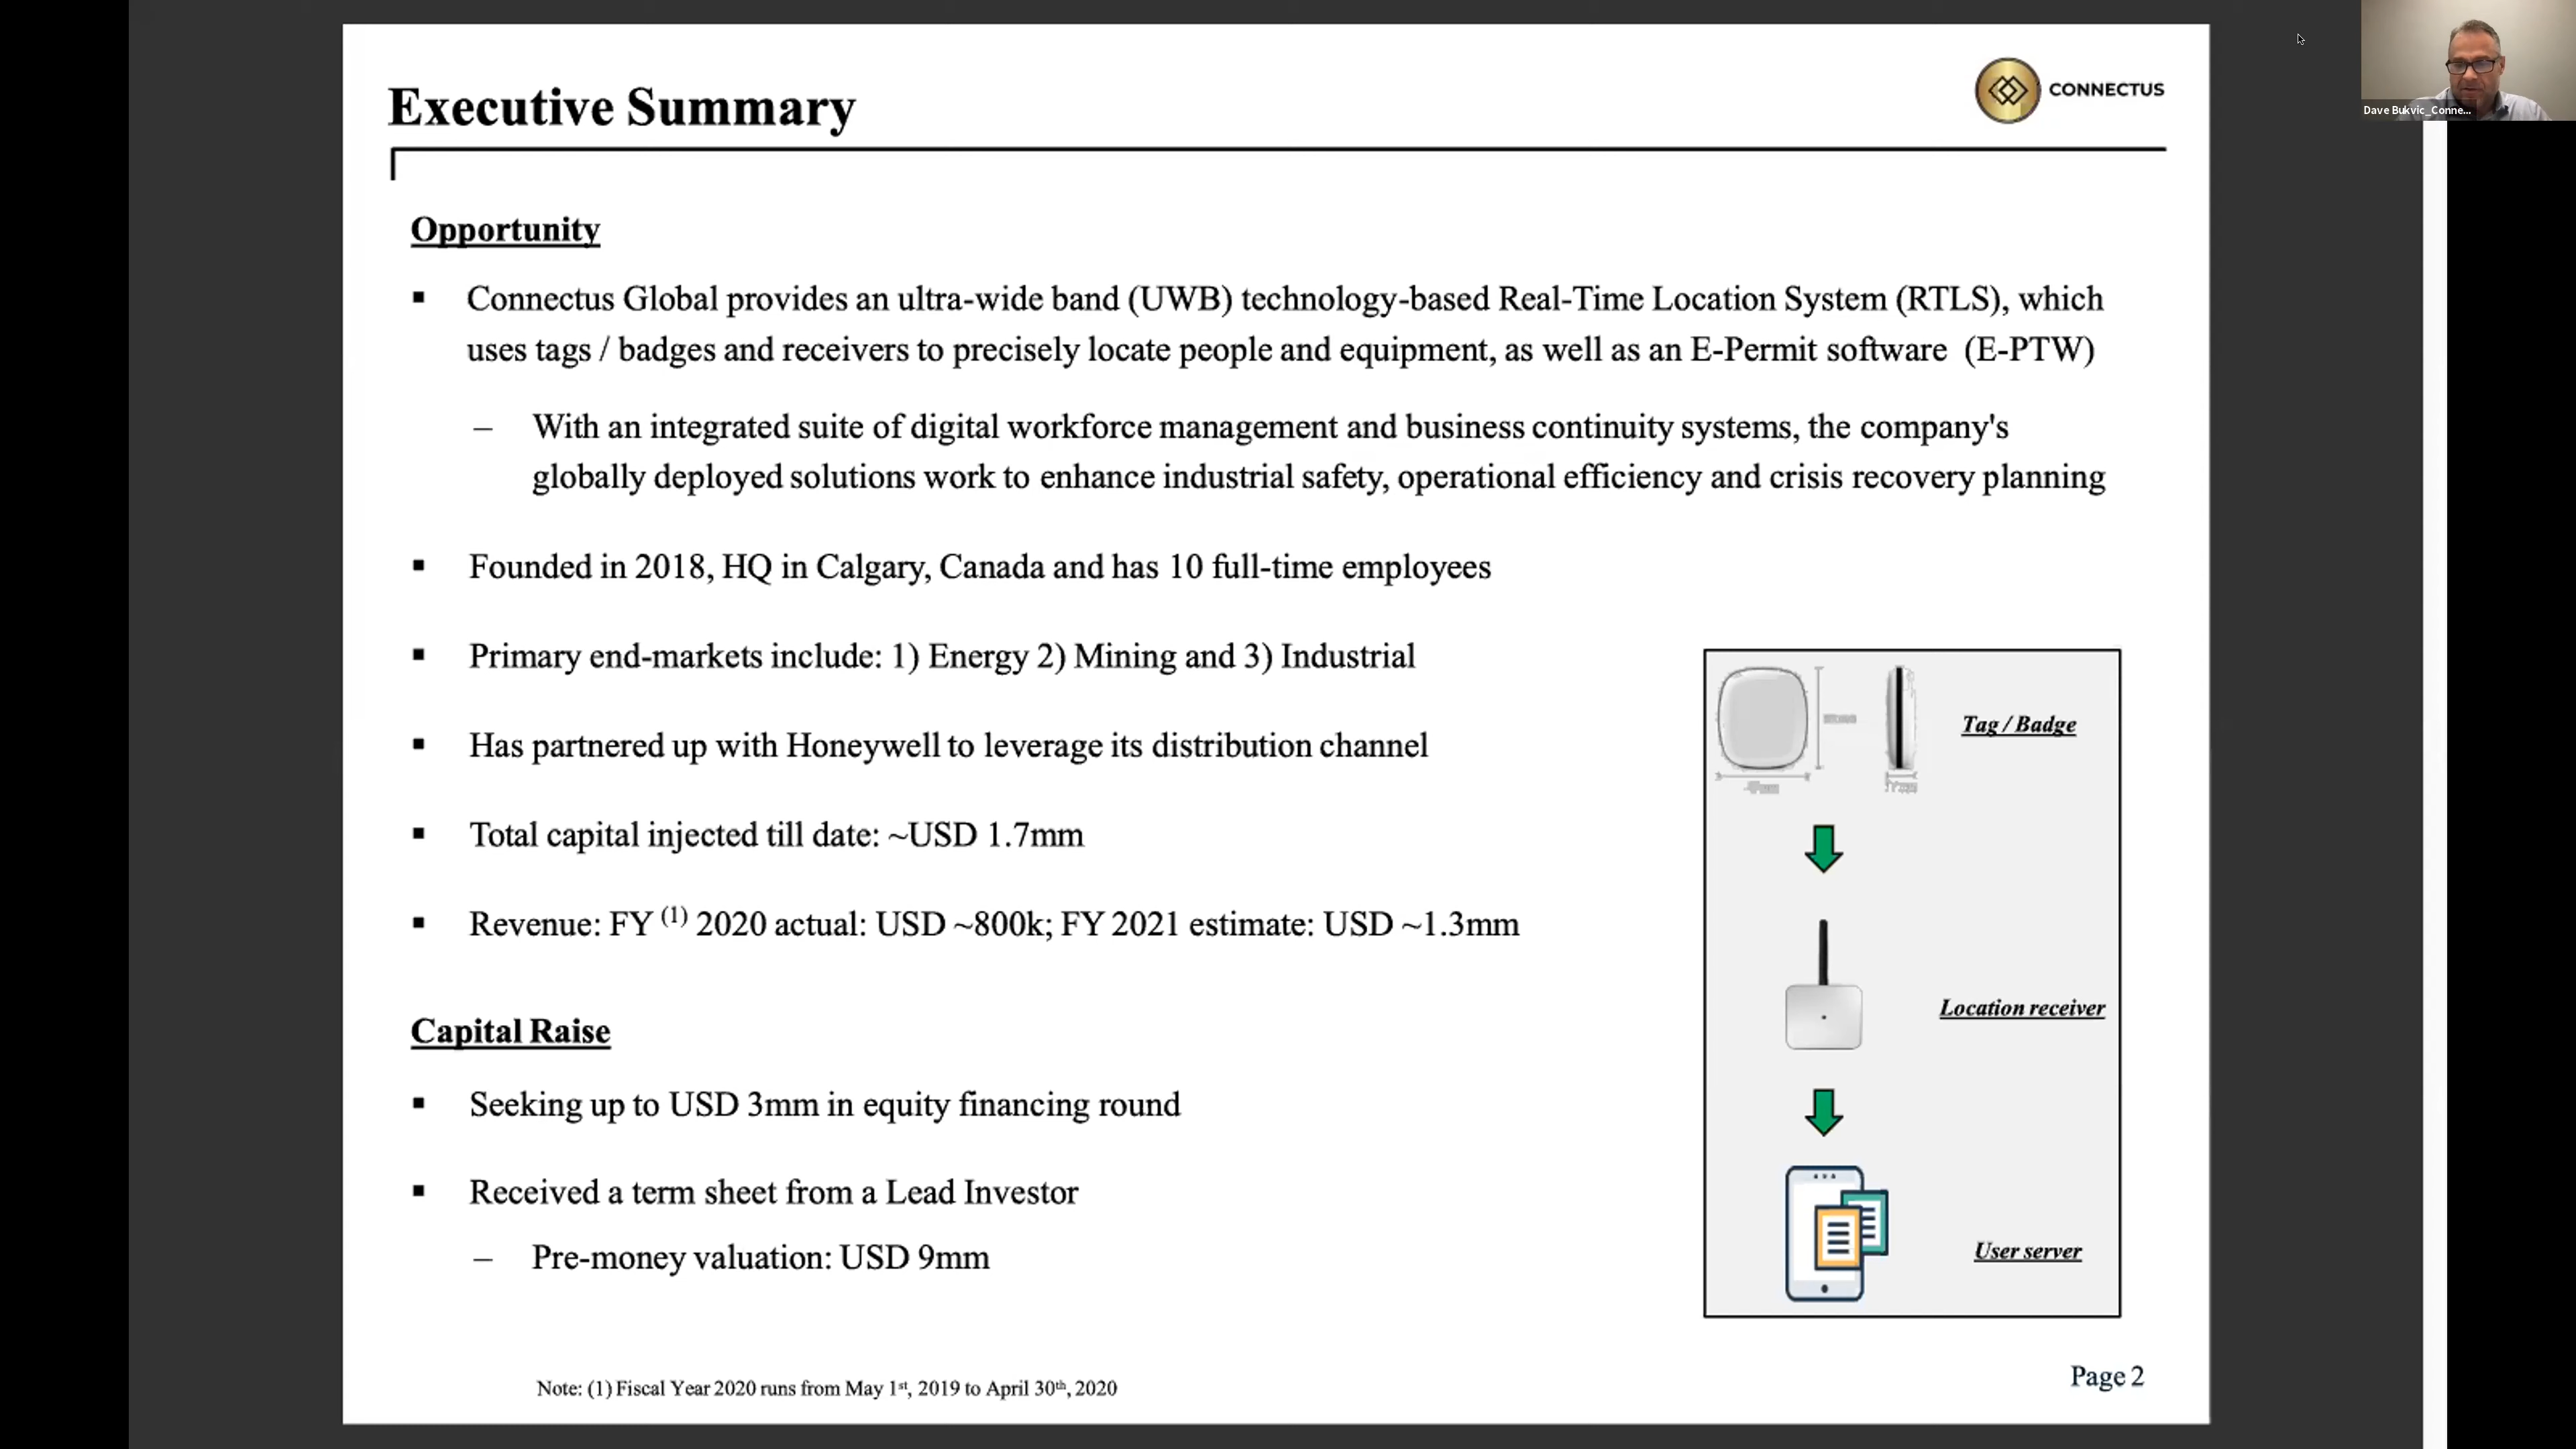 Executive Summary
CONNECTUS
Dave Bukvic_Conne...
Opportunity
▪ Connectus Global provides an ultra-wide band (UWB) technology-based Real-Time Location System (RTLS), which
uses tags / badges and receivers to precisely locate people and equipment, as well as an E-Permit software (E-PTW)
– With an integrated suite of digital workforce management and business continuity systems, the company's
globally deployed solutions work to enhance industrial safety, operational efficiency and crisis recovery planning
▪ Founded in 2018, HQ in Calgary, Canada and has 10 full-time employees
▪ Primary end-markets include: 1) Energy 2) Mining and 3) Industrial
▪ Has partnered up with Honeywell to leverage its distribution channel
▪ Total capital injected till date: ~USD 1.7mm
▪ Revenue: FY (1) 2020 actual: USD ~800k; FY 2021 estimate: USD ~1.3mm
Capital Raise
▪ Seeking up to USD 3mm in equity financing round
▪ Received a term sheet from a Lead Investor
– Pre-money valuation: USD 9mm
Tag / Badge
Location receiver
User server
Note: (1) Fiscal Year 2020 runs from May 1st, 2019 to April 30th, 2020
Page 2